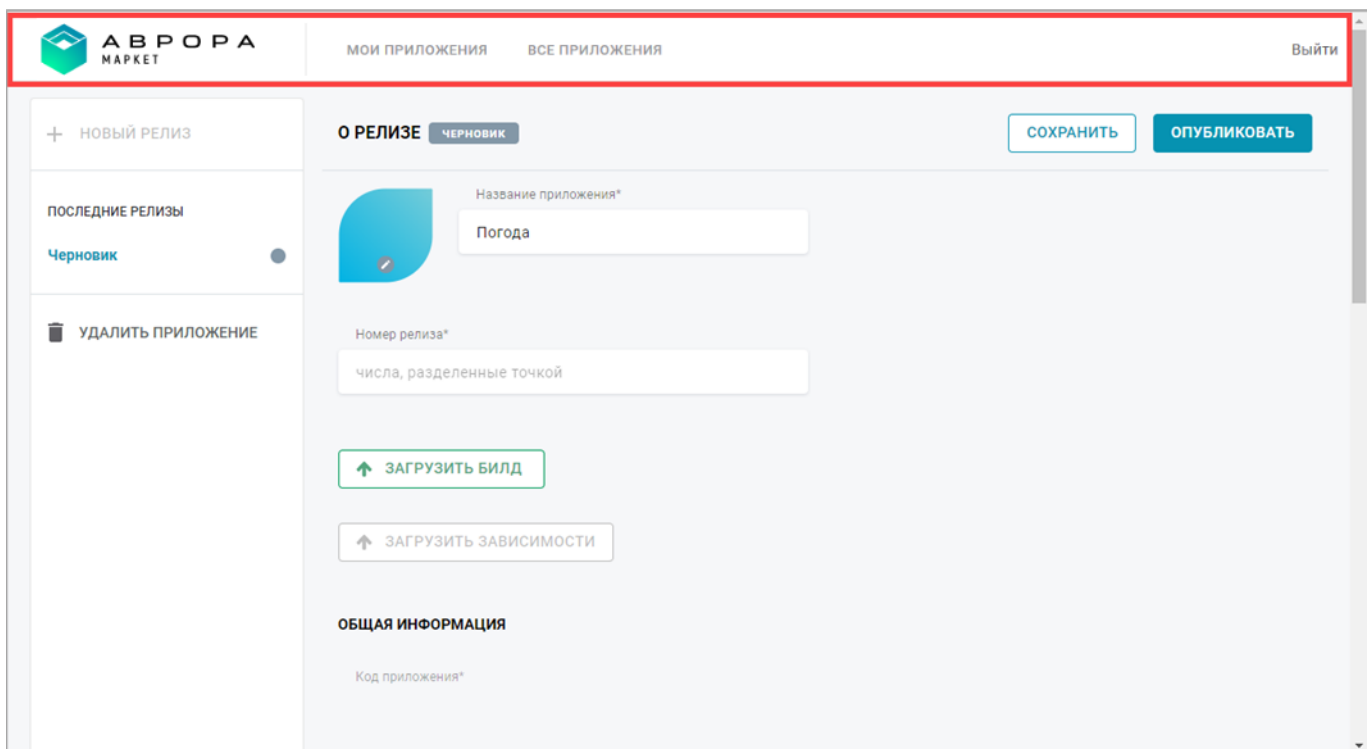 АВРОРА
МАРКЕТ
МОИ ПРИЛОЖЕНИЯ
ВСЕ ПРИЛОЖЕНИЯ
Выйти
НОВЫЙ РЕЛИЗ
ПОСЛЕДНИЕ РЕЛИЗЫ
Черновик
УДАЛИТЬ ПРИЛОЖЕНИЕ
О РЕЛИЗЕ ЧЕРНОВИК
СОХРАНИТЬ
ОПУБЛИКОВАТЬ
Название приложения*
Погода
Номер релиза*
числа, разделенные точкой
ЗАГРУЗИТЬ БИЛД
ЗАГРУЗИТЬ ЗАВИСИМОСТИ
ОБЩАЯ ИНФОРМАЦИЯ
Код приложения*